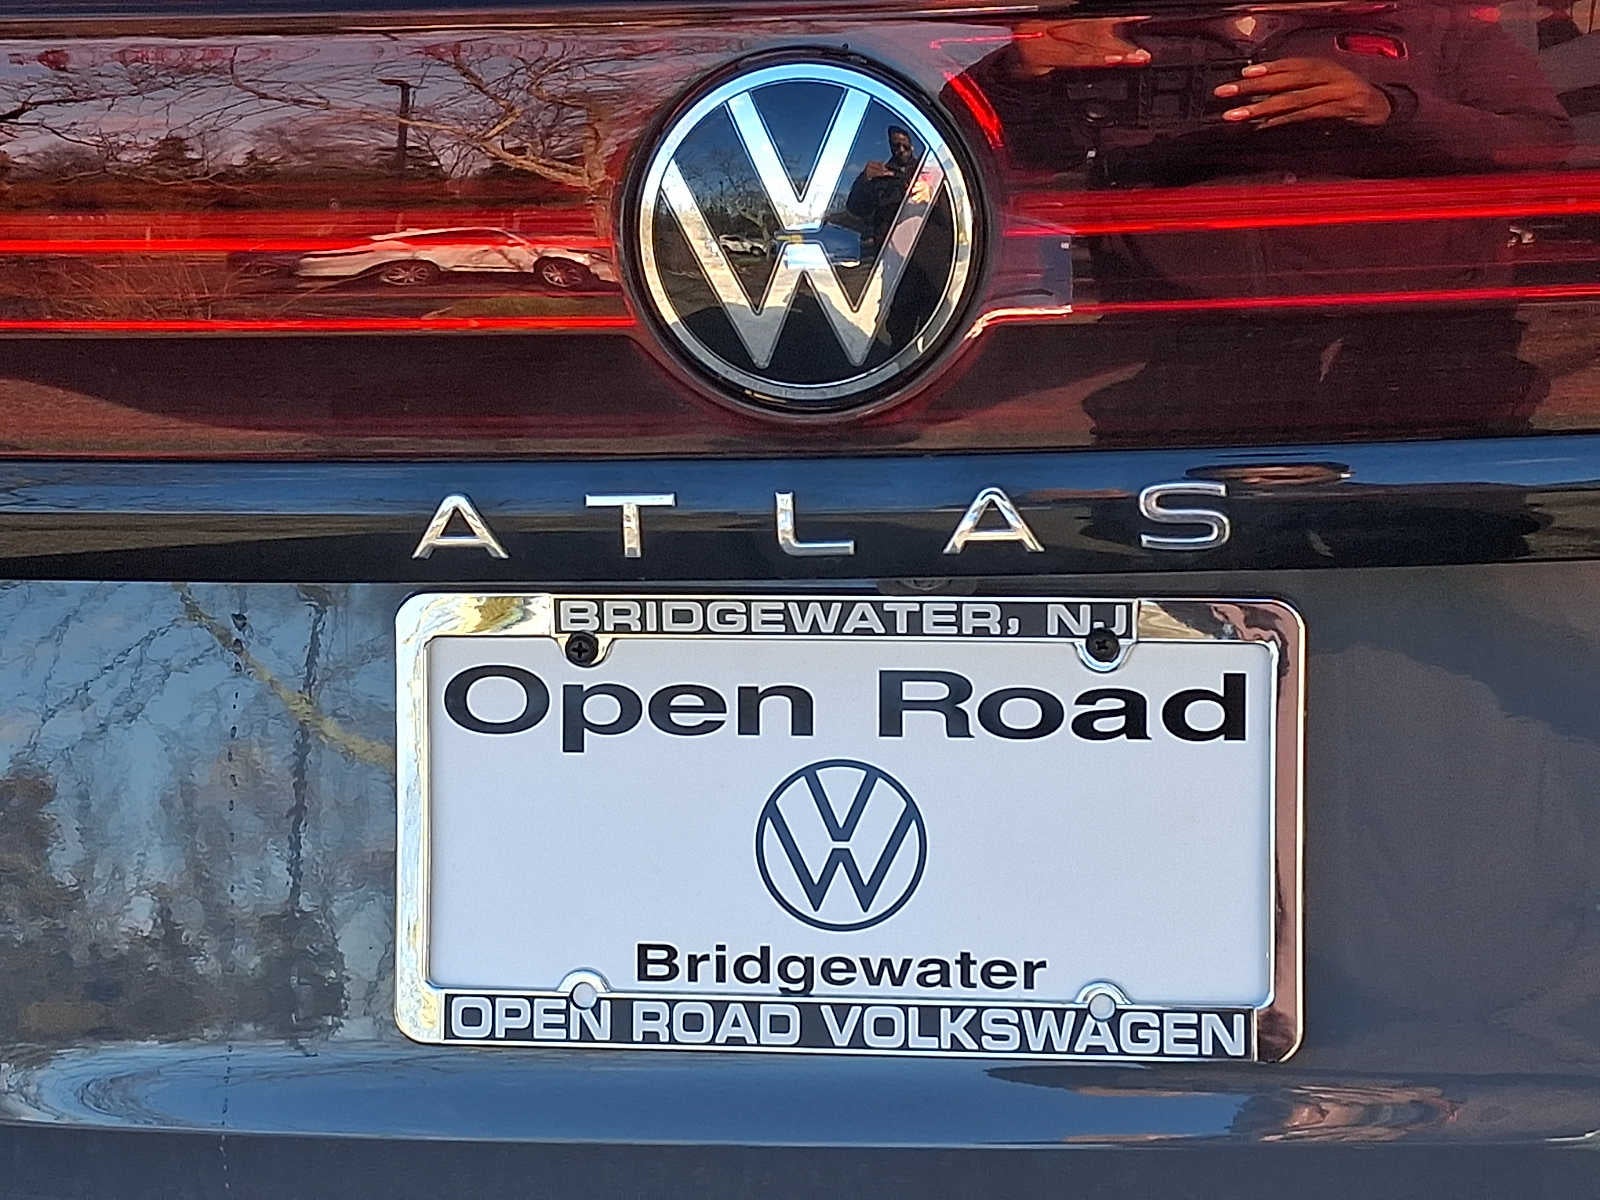 ATLAS
BRIDGEWATER, NJ
Open Road
Bridgewater
OPEN ROAD VOLKSWAGEN